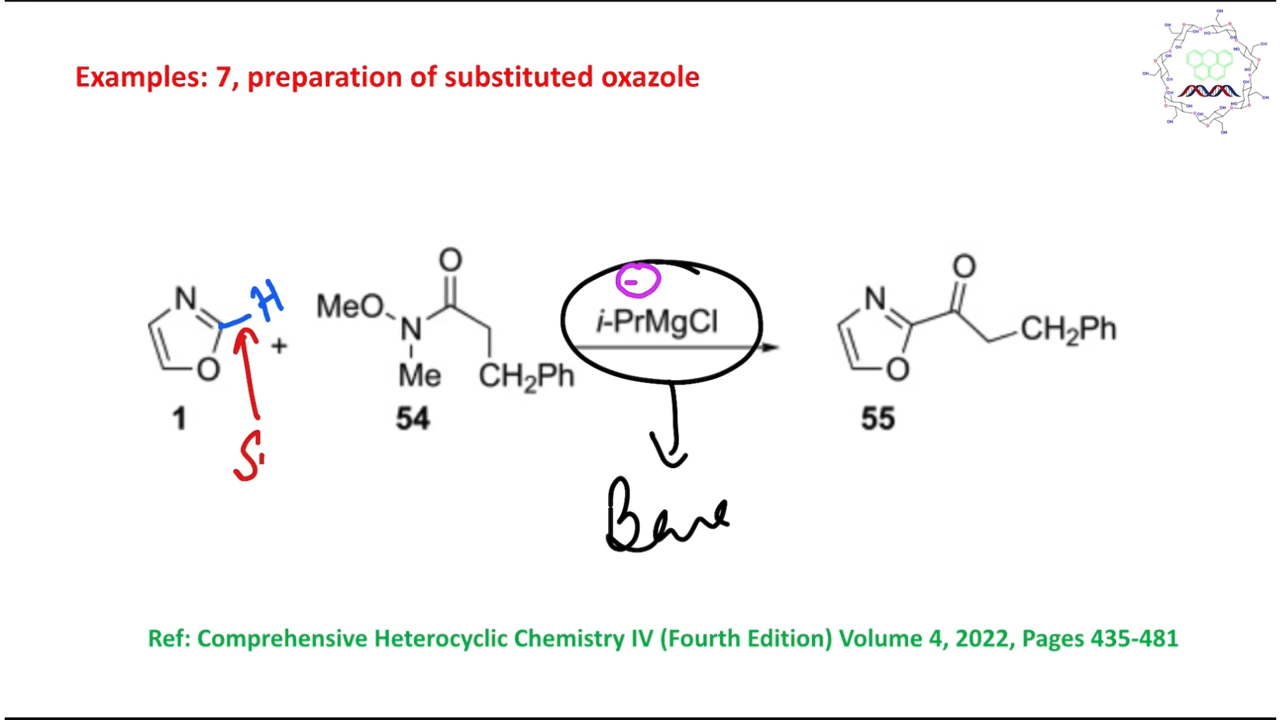 Examples: 7, preparation of substituted oxazole
N
H
O
+
1
O
MeO
N
Me
CH2Ph
54
-
i-PrMgCl
O
N
CH2Ph
O
55
Ref: Comprehensive Heterocyclic Chemistry IV (Fourth Edition) Volume 4, 2022, Pages 435-481